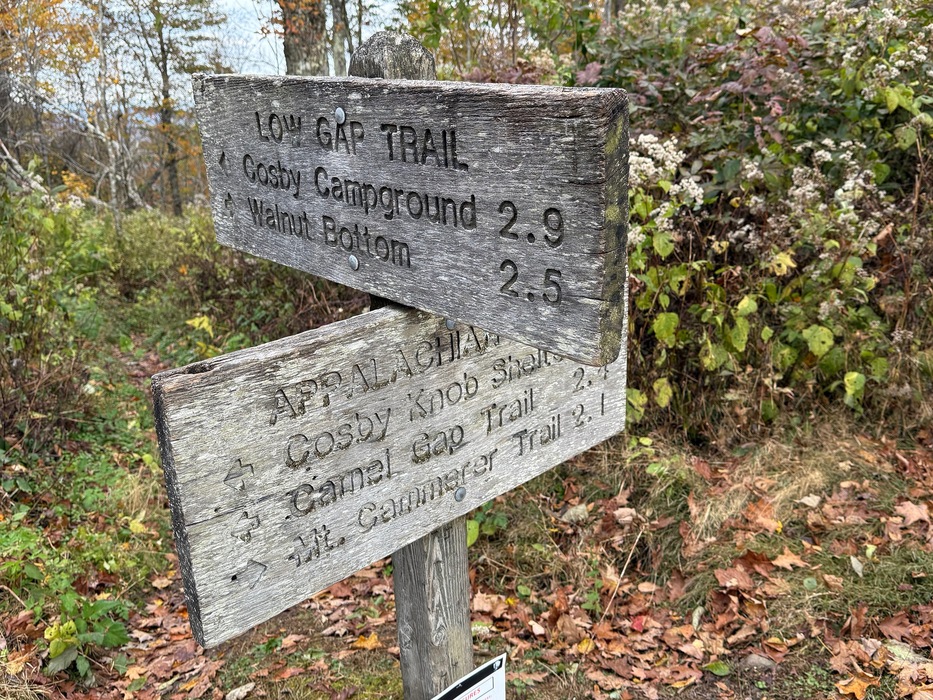 LOW GAP TRAIL
Cosby Campground 2.9
Walnut Bottom 2.5
APPALACHIAN
Cosby Knob
Camel Gap Trail
Mt. Cammerer Trail 2.1